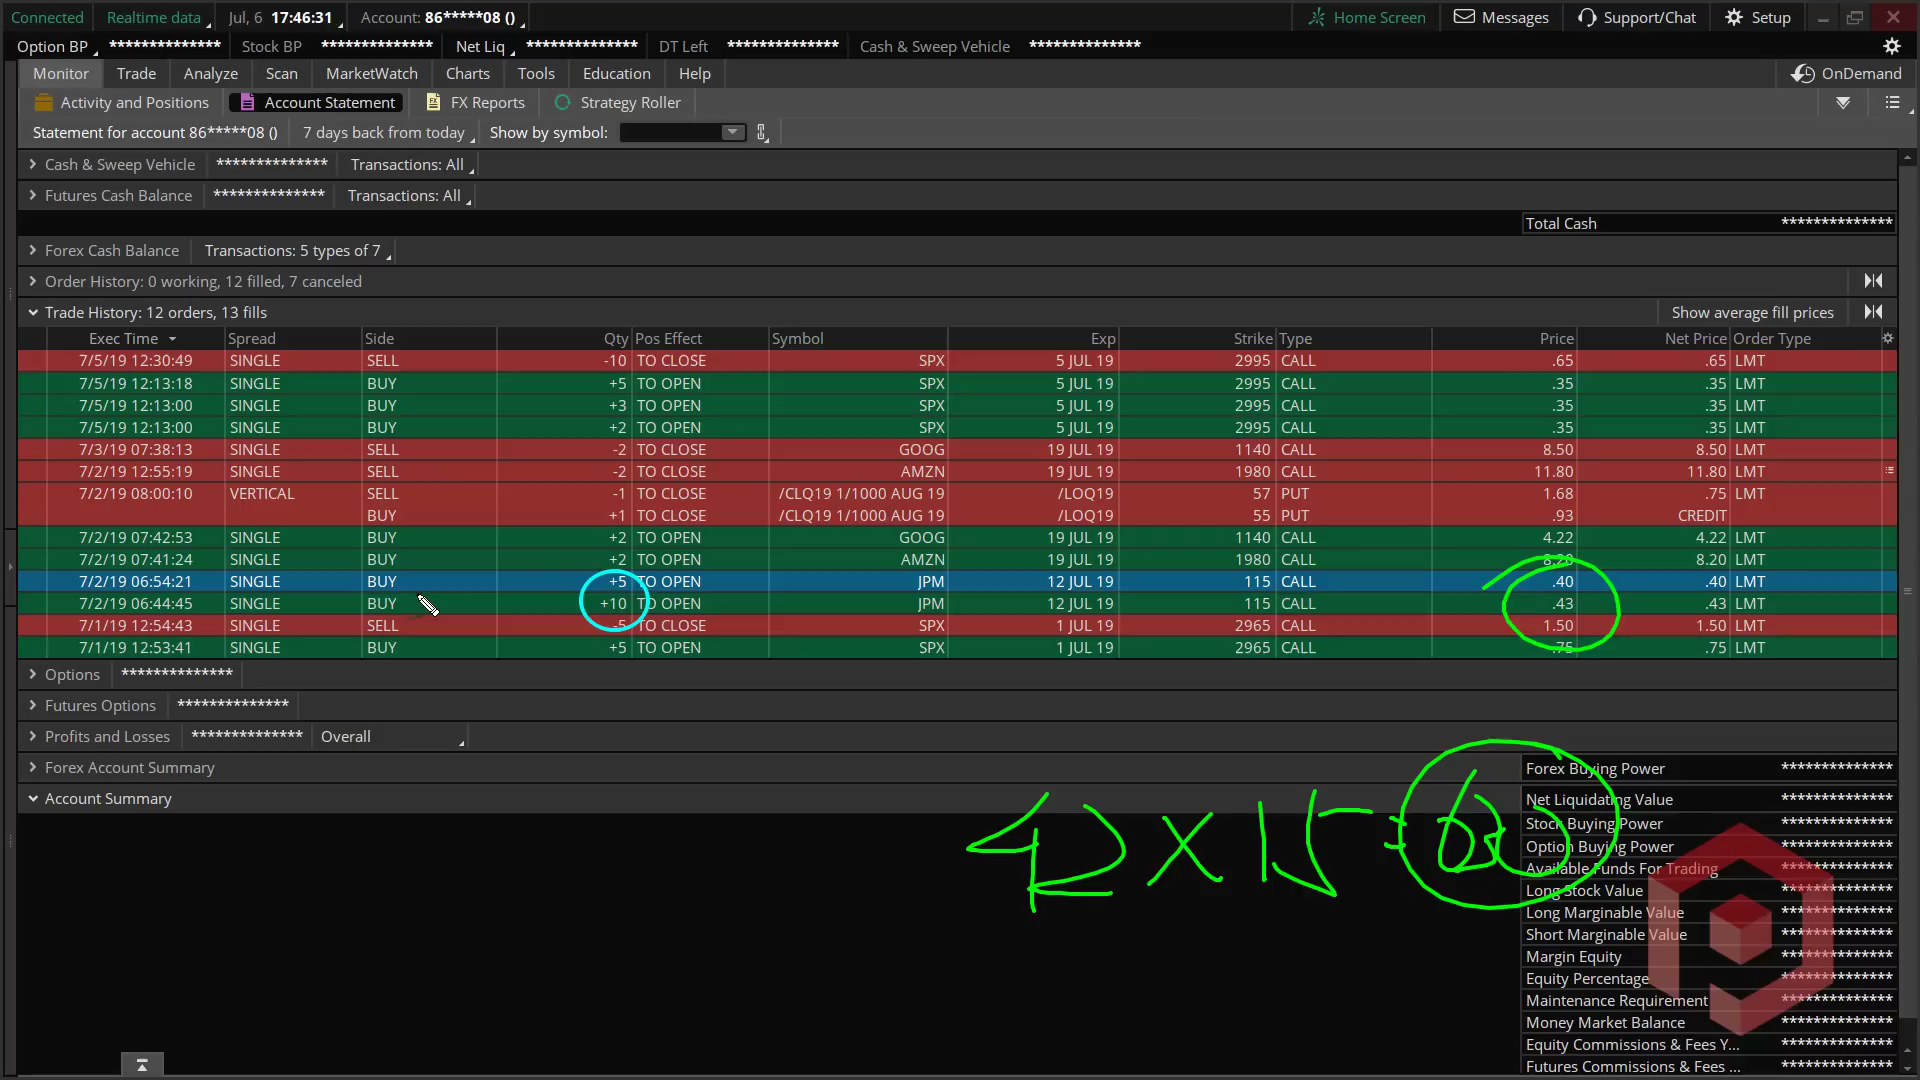 Connected Realtime data Jul, 6 17:46:31 Account: 86*****08 () Home Screen Messages Support/Chat Setup
Option BP ************** Stock BP ************** Net Liq ************** DT Left ************** Cash & Sweep Vehicle **************
Monitor Trade Analyze Scan MarketWatch Charts Tools Education Help OnDemand
Activity and Positions Account Statement FX Reports Strategy Roller
Statement for account 86*****08 () 7 days back from today Show by symbol:
Cash & Sweep Vehicle ************** Transactions: All
Futures Cash Balance ************** Transactions: All
Total Cash **************
Forex Cash Balance Transactions: 5 types of 7
Order History: 0 working, 12 filled, 7 canceled
Trade History: 12 orders, 13 fills Show average fill prices
Exec Time Spread Side Qty Pos Effect Symbol Exp Strike Type Price Net Price Order Type
7/5/19 12:30:49 SINGLE SELL -10 TO CLOSE SPX 5 JUL 19 2995 CALL .65 .65 LMT
7/5/19 12:13:18 SINGLE BUY +5 TO OPEN SPX 5 JUL 19 2995 CALL .35 .35 LMT
7/5/19 12:13:00 SINGLE BUY +3 TO OPEN SPX 5 JUL 19 2995 CALL .35 .35 LMT
7/5/19 12:13:00 SINGLE BUY +2 TO OPEN SPX 5 JUL 19 2995 CALL .35 .35 LMT
7/3/19 07:38:13 SINGLE SELL -2 TO CLOSE GOOG 19 JUL 19 1140 CALL 8.50 8.50 LMT
7/2/19 12:55:19 SINGLE SELL -2 TO CLOSE AMZN 19 JUL 19 1980 CALL 11.80 11.80 LMT
7/2/19 08:00:10 VERTICAL SELL -1 TO CLOSE /CLQ19 1/1000 AUG 19 /LOQ19 57 PUT 1.68 .75 LMT
BUY +1 TO CLOSE /CLQ19 1/1000 AUG 19 /LOQ19 55 PUT .93 CREDIT
7/2/19 07:42:53 SINGLE BUY +2 TO OPEN GOOG 19 JUL 19 1140 CALL 4.22 4.22 LMT
7/2/19 07:41:24 SINGLE BUY +2 TO OPEN AMZN 19 JUL 19 1980 CALL 8.20 8.20 LMT
7/2/19 06:54:21 SINGLE BUY +5 TO OPEN JPM 12 JUL 19 115 CALL .40 .40 LMT
7/2/19 06:44:45 SINGLE BUY +10 TO OPEN JPM 12 JUL 19 115 CALL .43 .43 LMT
7/1/19 12:54:43 SINGLE SELL -5 TO CLOSE SPX 1 JUL 19 2965 CALL 1.50 1.50 LMT
7/1/19 12:53:41 SINGLE BUY +5 TO OPEN SPX 1 JUL 19 2965 CALL .75 .75 LMT
Options **************
Futures Options **************
Profits and Losses ************** Overall
Forex Account Summary Forex Buying Power **************
Account Summary Net Liquidating Value **************
Stock Buying Power **************
Option Buying Power **************
Available Funds For Trading **************
Long Stock Value **************
Long Marginable Value **************
Short Marginable Value **************
Margin Equity **************
Equity Percentage **************
Maintenance Requirement **************
Money Market Balance **************
Equity Commissions & Fees Y... **************
Futures Commissions & Fees ... **************
42 x 15 =